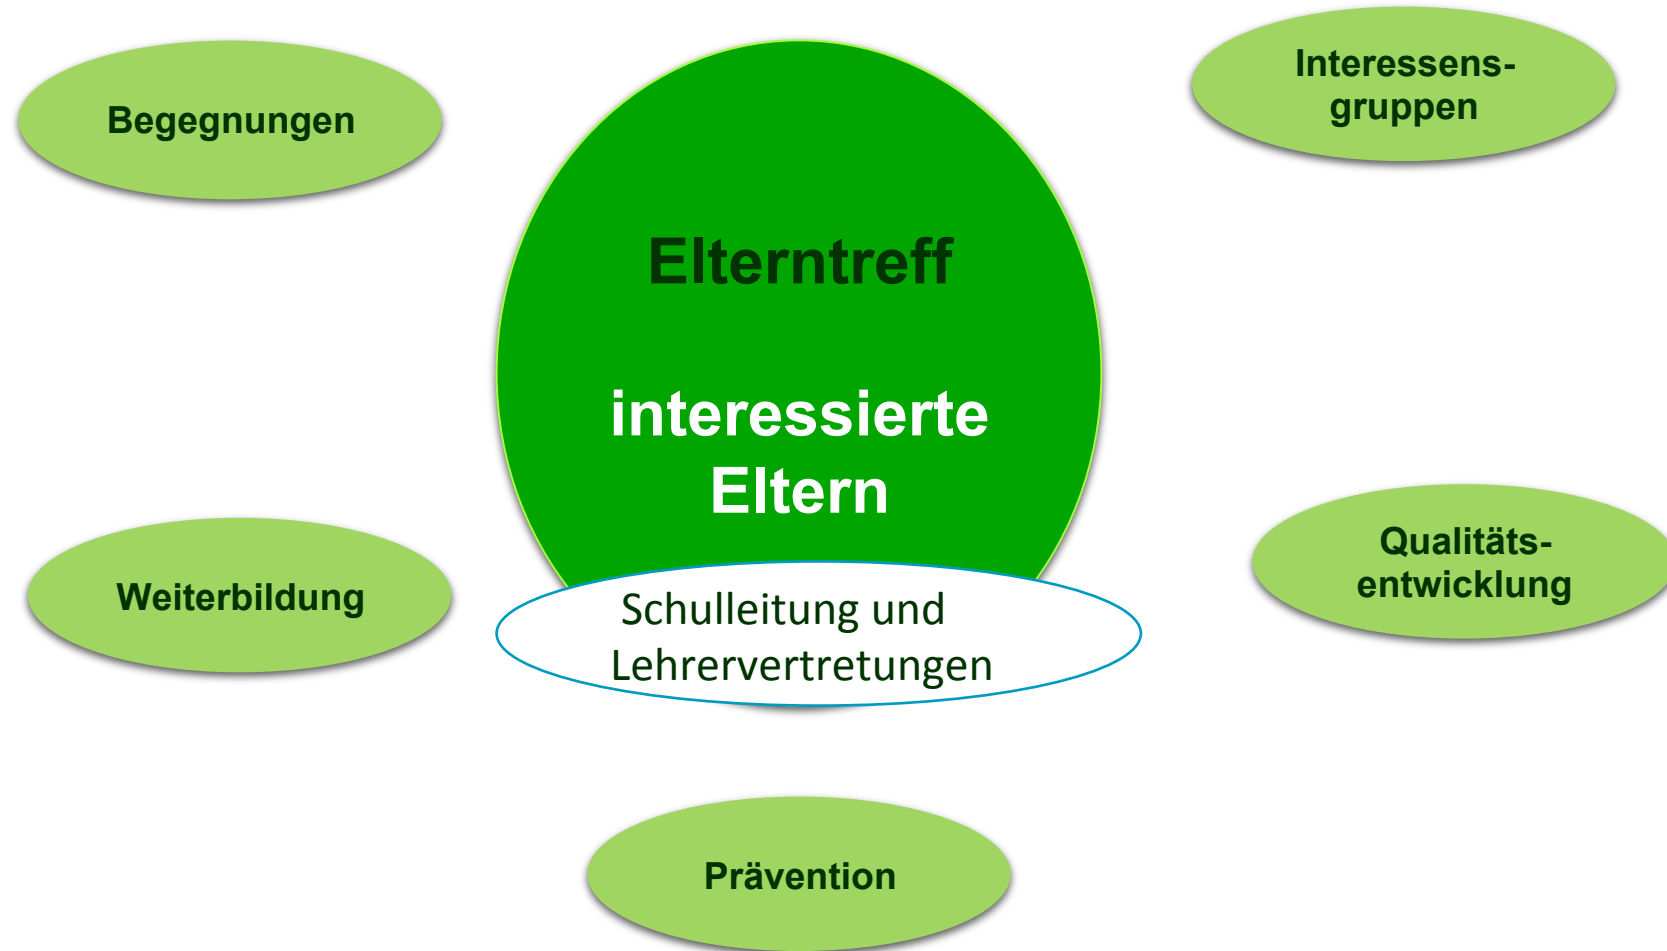 Begegnungen
Interessens-
gruppen
Elterntreff
interessierte
Eltern
Weiterbildung
Schulleitung und
Lehrervertretungen
Qualitäts-
entwicklung
Prävention